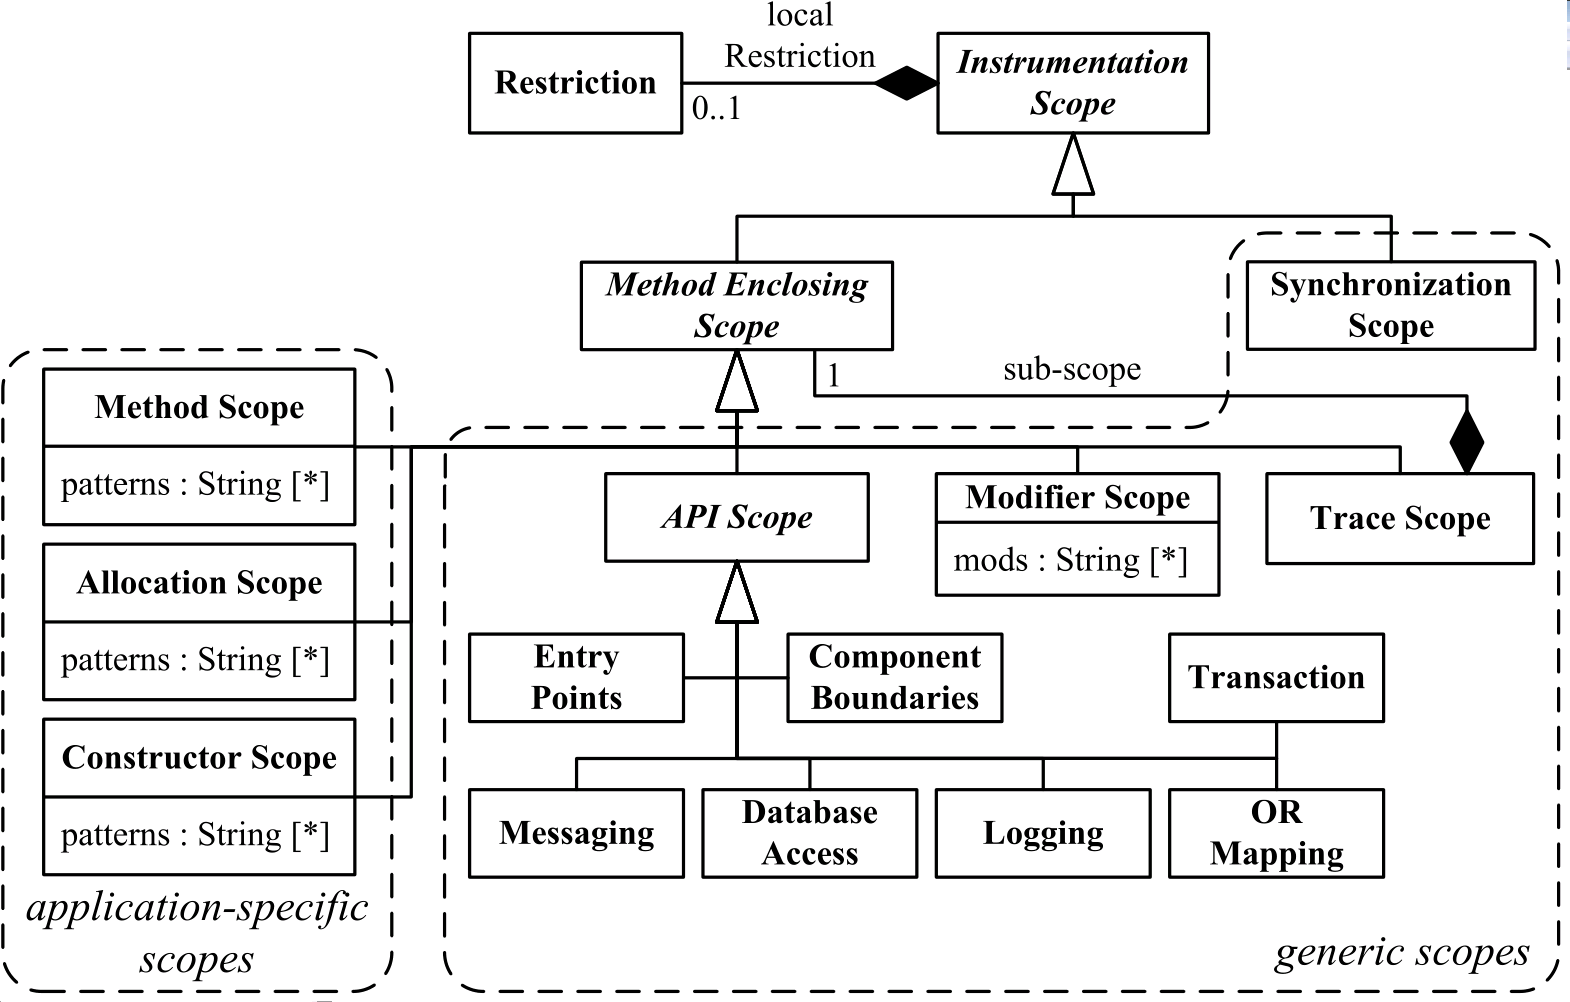 local
Restriction
Restriction
0..1
Instrumentation
Scope
Method Enclosing
Scope
Synchronization
Scope
1
sub-scope
Method Scope
patterns : String [*]
Allocation Scope
patterns : String [*]
Constructor Scope
patterns : String [*]
application-specific
scopes
API Scope
Modifier Scope
mods : String [*]
Trace Scope
Entry
Points
Component
Boundaries
Transaction
Messaging
Database
Access
Logging
OR
Mapping
generic scopes